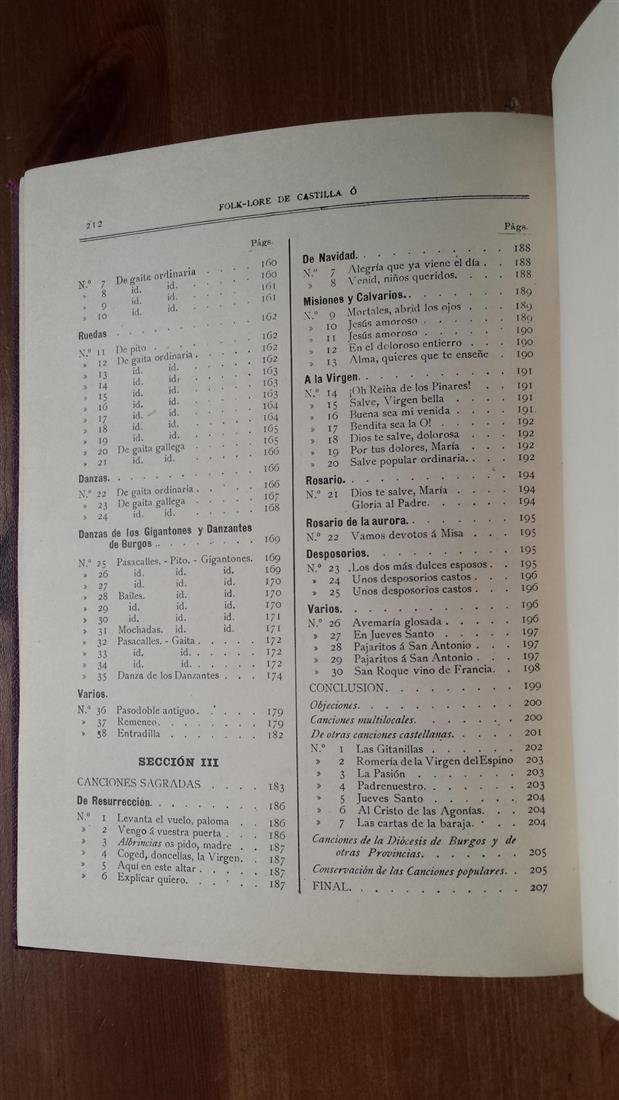 212
FOLK-LORE DE CASTILLA Ó
Págs.
N.º 7 De gaita ordinaria . . . . 160
» 8 id. id. . . . . 160
» 9 id. id. . . . . 161
» 10 id. id. . . . . 161
Ruedas . . . . . . . . . . 162
N.º 11 De pito . . . . . . . 162
» 12 De gaita ordinaria . . . . 162
» 13 id. id. . . . . 162
» 14 id. id. . . . . 163
» 15 id. id. . . . . 163
» 16 id. id. . . . . 163
» 17 id. id. . . . . 164
» 18 id. id. . . . . 164
» 19 id. id. . . . . 165
» 20 De gaita gallega . . . . 165
» 21 id. id. . . . . 166
Danzas. . . . . . . . . . 166
N.º 22 De gaita ordinaria . . . . 166
» 23 De gaita gallega . . . . 167
» 24 id. id. . . . . 168
Danzas de los Gigantones y Danzantes
de Burgos . . . . . . . . 169
N.º 25 Pasacalles. - Pito. - Gigantones. 169
» 26 id. id. id. 169
» 27 id. id. id. 170
» 28 Bailes. id. id. 170
» 29 id. id. id. 170
» 30 id. id. id. 171
» 31 Mochadas. id. id. 171
» 32 Pasacalles. - Gaita . . . . 172
» 33 id. id. . . . . 172
» 34 id. id. . . . . 172
» 35 Danza de los Danzantes . . . 174
Varios.
N.º 36 Pasodoble antiguo. . . . . 179
» 37 Remeneo. . . . . . . 179
» 38 Entradilla . . . . . . 182
SECCIÓN III
CANCIONES SAGRADAS . . . . 183
De Resurrección. . . . . . . . 186
N.º 1 Levanta el vuelo, paloma . . 186
» 2 Vengo á vuestra puerta . . . 186
» 3 Albrincias os pido, madre . . 187
» 4 Coged, doncellas, la Virgen. . 187
» 5 Aquí en este altar . . . . . 187
» 6 Explicar quiero. . . . . . 187
Págs.
De Navidad. . . . . . . . . . 188
N.º 7 Alegría que ya viene el día . . 188
» 8 Venid, niños queridos. . . . 188
Misiones y Calvarios. . . . . . . 189
N.º 9 Mortales, abrid los ojos . . . 189
» 10 Jesús amoroso . . . . . 189
» 11 Jesús amoroso . . . . . 190
» 12 En el doloroso entierro . . . 190
» 13 Alma, quieres que te enseñe . 190
A la Virgen. . . . . . . . . . 191
N.º 14 ¡Oh Reina de los Pinares! . 191
» 15 Salve, Virgen bella . . . . 191
» 16 Buena sea mi venida . . . . 191
» 17 Bendita sea la O! . . . . . 192
» 18 Dios te salve, dolorosa . . . 192
» 19 Por tus dolores, María . . . 192
» 20 Salve popular ordinaria. . . . 192
Rosario. . . . . . . . . . . 194
N.º 21 Dios te salve, María . . . . 194
Gloria al Padre. . . . . . 194
Rosario de la aurora. . . . . . . 195
N.º 22 Vamos devotos á Misa . . . 195
Desposorios. . . . . . . . . . 195
N.º 23 Los dos más dulces esposos . . 195
» 24 Unos desposorios castos . . . 196
» 25 Unos desposorios castos . . . 196
Varios. . . . . . . . . . . . 196
N.º 26 Avemaría glosada . . . . . 196
» 27 En Jueves Santo . . . . . 197
» 28 Pajaritos á San Antonio . . . 197
» 29 Pajaritos á San Antonio . . . 197
» 30 San Roque vino de Francia. . 198
CONCLUSION. . . . . . . . . 199
Objeciones. . . . . . . . . . 200
Canciones multilocales. . . . . . 200
De otras canciones castellanas. . . . 201
N.º 1 Las Gitanillas . . . . . . 202
» 2 Romería de la Virgen del Espino 203
» 3 La Pasión . . . . . . . 203
» 4 Padrenuestro. . . . . . . 203
» 5 Jueves Santo . . . . . . 204
» 6 Al Cristo de las Agonías. . . 204
» 7 Las cartas de la baraja. . . . 204
Canciones de la Diócesis de Burgos y de
otras Provincias. . . . . . . 205
Conservación de las Canciones populares. . 205
FINAL. . . . . . . . . . . 207